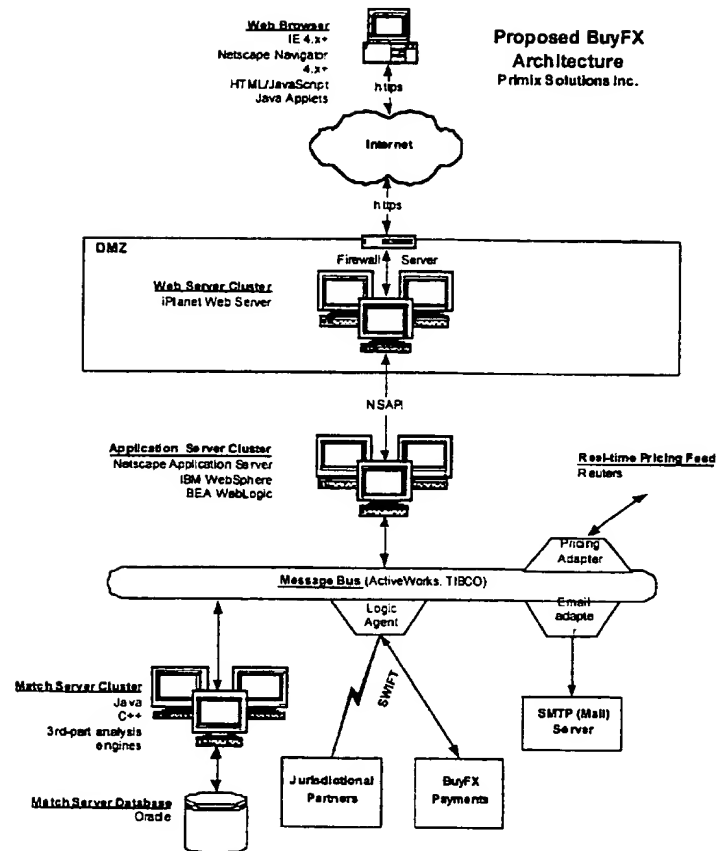 Web Browser
IE 4.x+
Netscape Navigator
4.x+
HTML/JavaScript
Java Applets
Proposed BuyFX
Architecture
Primix Solutions Inc.
https
Internet
https
DMZ
Firewall Server
Web Server Cluster
iPlanet Web Server
NSAPI
Application Server Cluster
Netscape Application Server
IBM WebSphere
BEA WebLogic
Real-time Pricing Feed
Reuters
Pricing
Adapter
Message Bus (ActiveWorks, TIBCO)
Logic
Agent
Email
adapte
r
SWIFT
Match Server Cluster
Java
C++
3rd-part analysis
engines
SMTP (Mail)
Server
Jurisdictional
Partners
BuyFX
Payments
Match Server Database
Oracle